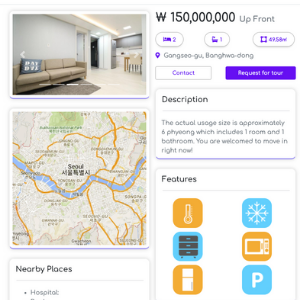 ₩ 150,000,000 Up Front
2
1
49.58㎡
Gangseo-gu, Banghwa-dong
Contact
Request for tour
Description
The actual usage size is approximately
6 phyeong which includes 1 room and 1
bathroom. You are welcomed to move in
right now!
Seoul
서울특별시
Features
P
Nearby Places
Hospital: